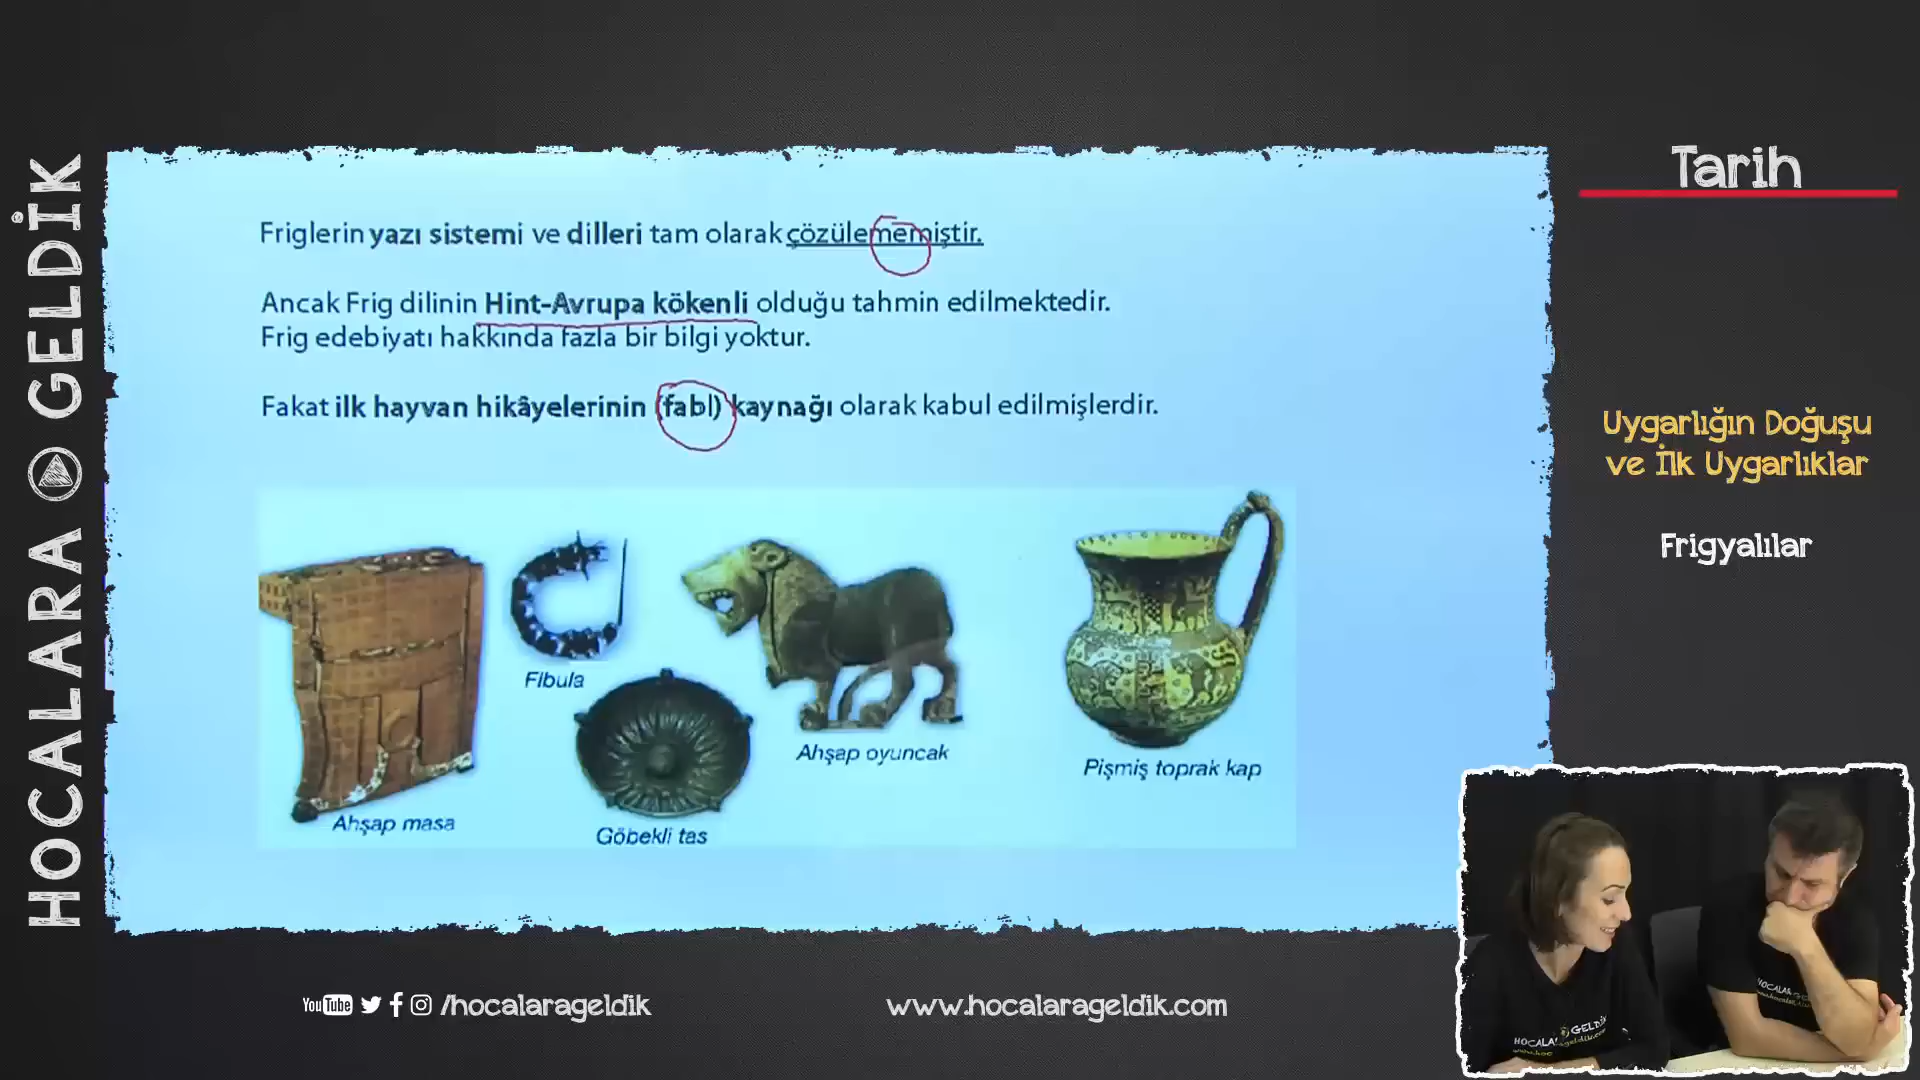 HOCALARA GELDİK
Friglerin yazı sistemi ve dilleri tam olarak çözülememiştir.
Ancak Frig dilinin Hint-Avrupa kökenli olduğu tahmin edilmektedir.
Frig edebiyatı hakkında fazla bir bilgi yoktur.
Fakat ilk hayvan hikâyelerinin (fabl) kaynağı olarak kabul edilmişlerdir.
Fibula
Ahşap oyuncak
Pişmiş toprak kap
Ahşap masa
Göbekli tas
Tarih
Uygarlığın Doğuşu
ve İlk Uygarlıklar
Frigyalılar
YouTube /hocalarageldik
www.hocalarageldik.com